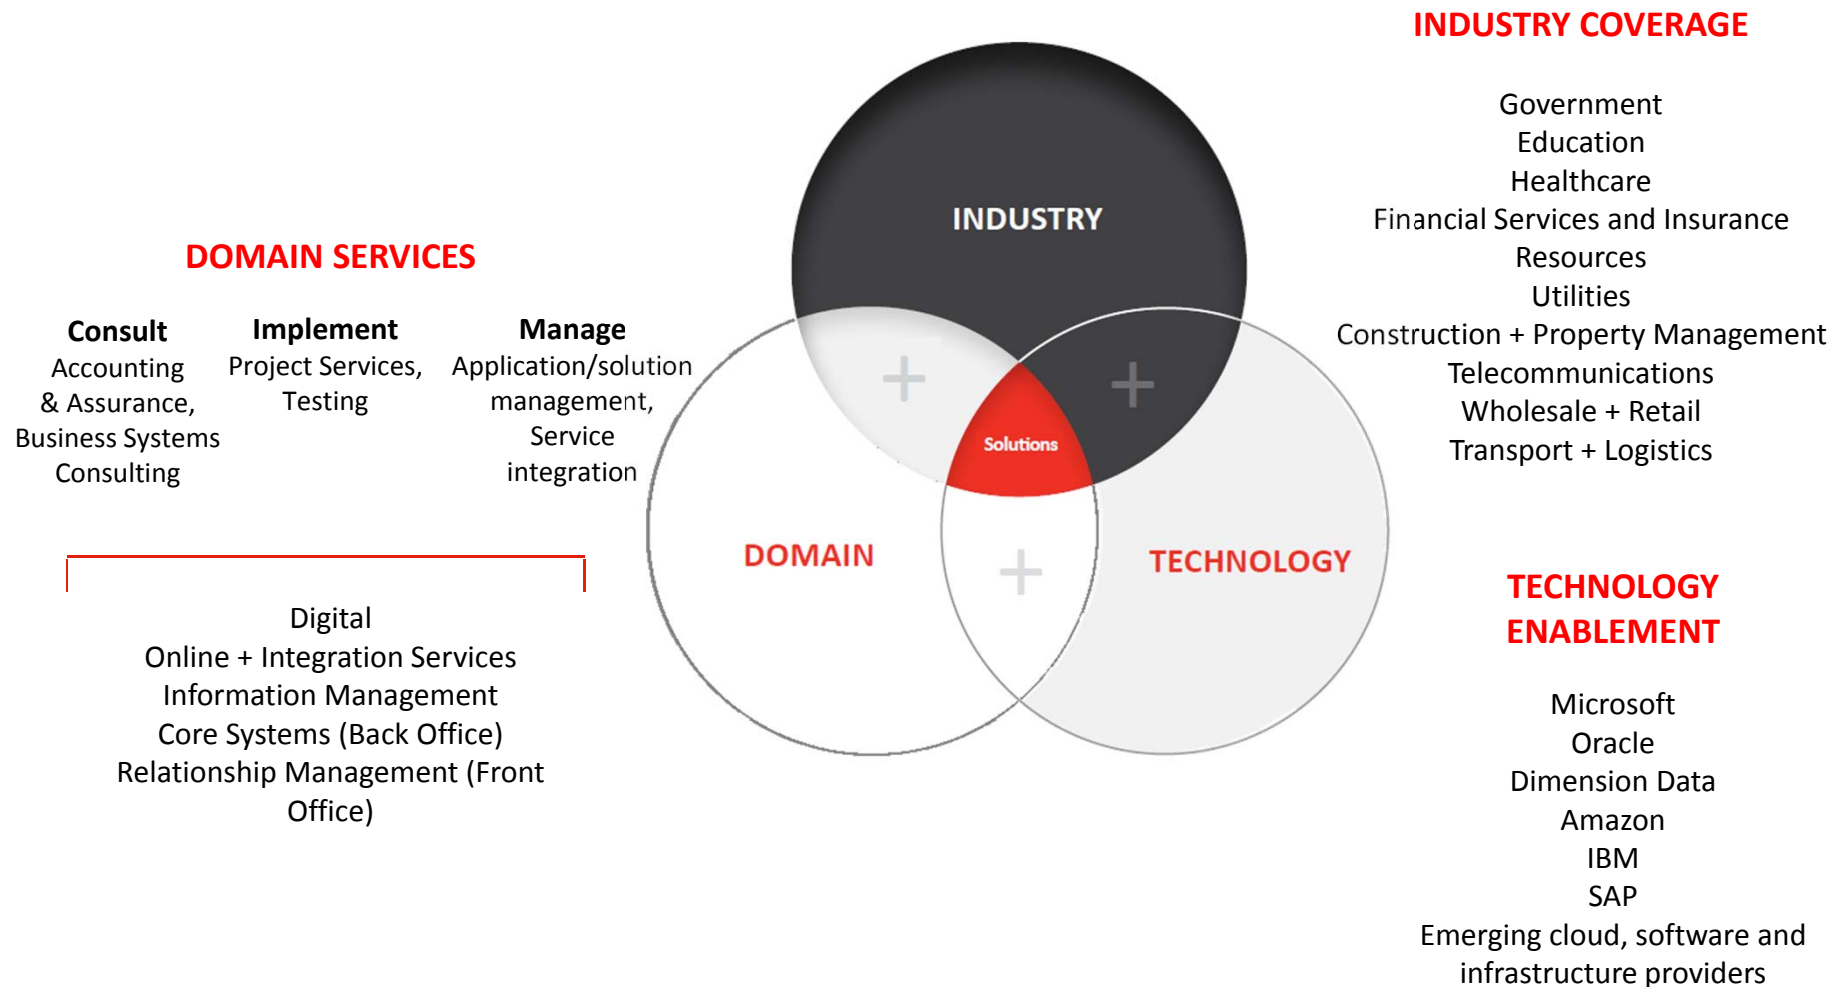 INDUSTRY COVERAGE
Government
Education
Healthcare
Financial Services and Insurance
Resources
Utilities
Construction + Property Management
Telecommunications
Wholesale + Retail
Transport + Logistics
INDUSTRY
+
+
Solutions
DOMAIN
+
TECHNOLOGY
DOMAIN SERVICES
Consult
Accounting
& Assurance,
Business Systems
Consulting
Implement
Project Services,
Testing
Manage
Application/solution
management,
Service
integration
Digital
Online + Integration Services
Information Management
Core Systems (Back Office)
Relationship Management (Front
Office)
TECHNOLOGY
ENABLEMENT
Microsoft
Oracle
Dimension Data
Amazon
IBM
SAP
Emerging cloud, software and
infrastructure providers